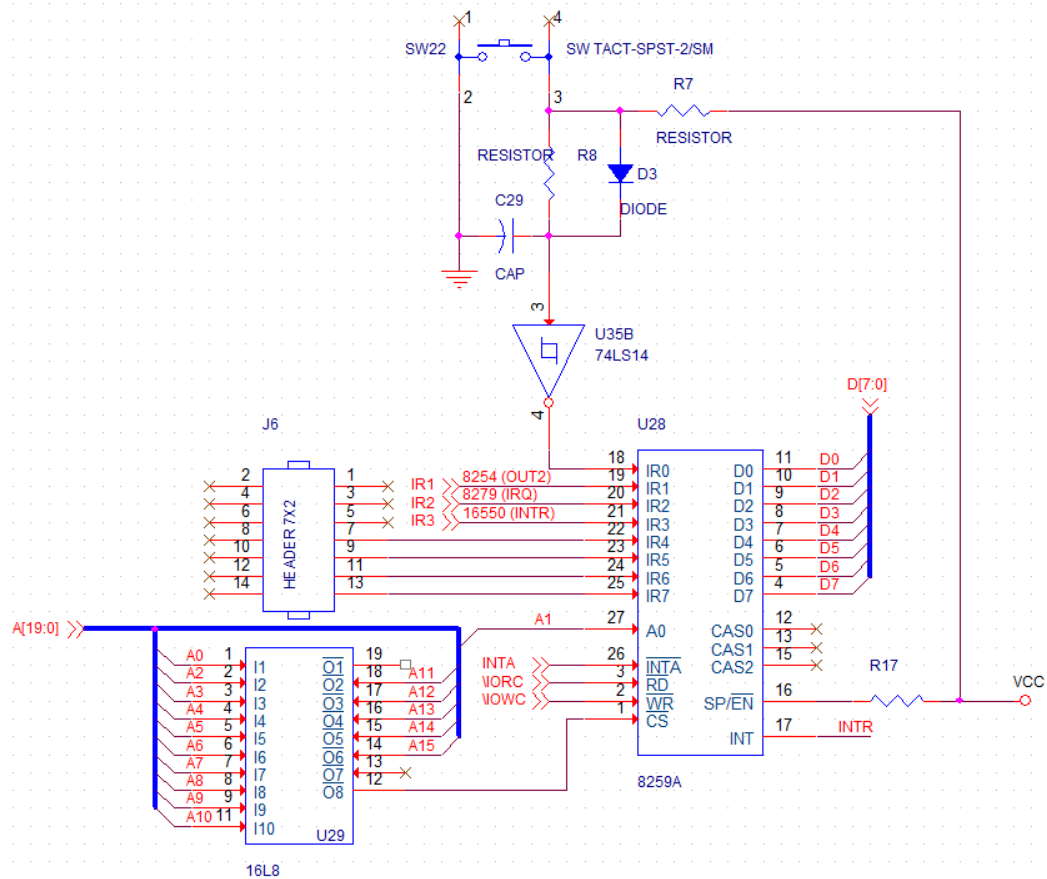 1 4
SW22 SW TACT-SPST-2/SM
2 3
R7
RESISTOR
RESISTOR R8
D3
DIODE
C29
CAP
3
U35B
74LS14
4
D[7:0]
J6
U28
2 1
4 3
6 5
8 7
10 9
12 11
14 13
HEADER 7X2
IR1 8254 (OUT2)
IR2 8279 (IRQ)
IR3 16550 (INTR)
18 IR0 D0 11 D0
19 IR1 D1 10 D1
20 IR2 D2 9 D2
21 IR3 D3 8 D3
22 IR4 D4 7 D4
23 IR5 D5 6 D5
24 IR6 D6 5 D6
25 IR7 D7 4 D7
A1 27 A0 CAS0 12
CAS1 13
INTA 26 INTA CAS2 15
\IORC 3 RD
\IOWC 2 WR SP/EN 16
1 CS
INT 17 INTR
R17
VCC
8259A
A[19:0]
A0 1 I1 O1 19
A2 2 I2 O2 18 A11
A3 3 I3 O3 17 A12
A4 4 I4 O4 16 A13
A5 5 I5 O5 15 A14
A6 6 I6 O6 14 A15
A7 7 I7 O7 13
A8 8 I8 O8 12
A9 9 I9
A10 11 I10
U29
16L8